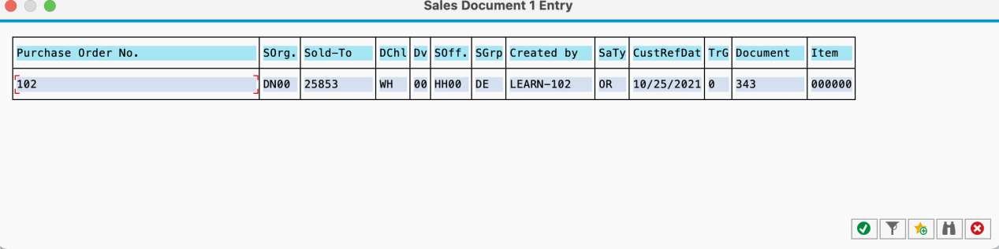 Sales Document 1 Entry
Purchase Order No. SOrg. Sold-To DChl Dv SOff. SGrp Created by SaTy CustRefDat TrG Document Item
102 DN00 25853 WH 00 HH00 DE LEARN-102 OR 10/25/2021 0 343 000000